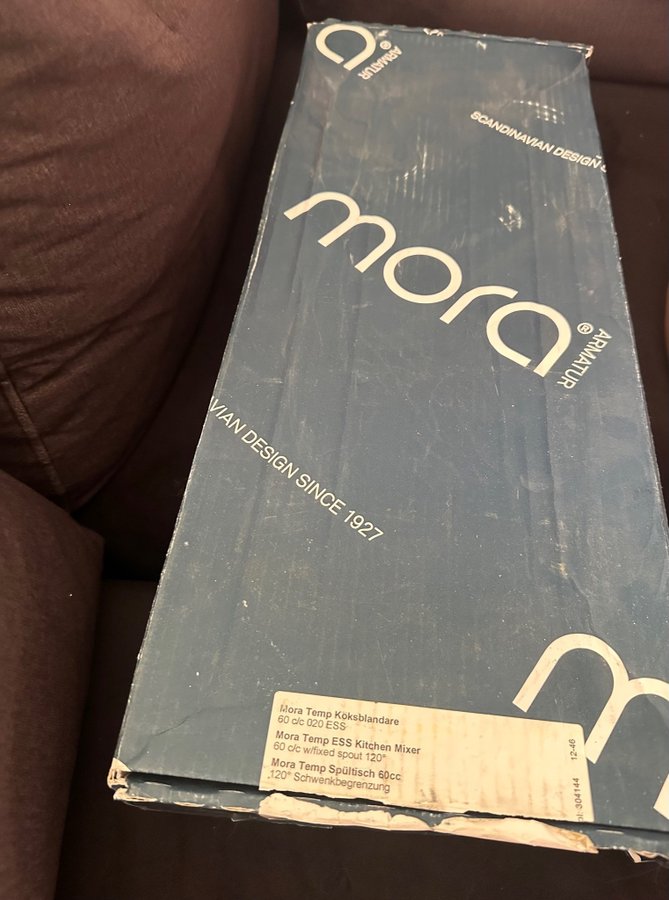 a® ARMATUR
SCANDINAVIAN DESIGN S
mora® ARMATUR
VIAN DESIGN SINCE 1927
m
Mora Temp Köksblandare
60 c/c 020 ESS
Mora Temp ESS Kitchen Mixer
60 c/c w/fixed spout 120°
Mora Temp Spültisch 60cc
120° Schwenkbegrenzung
12-46
304144